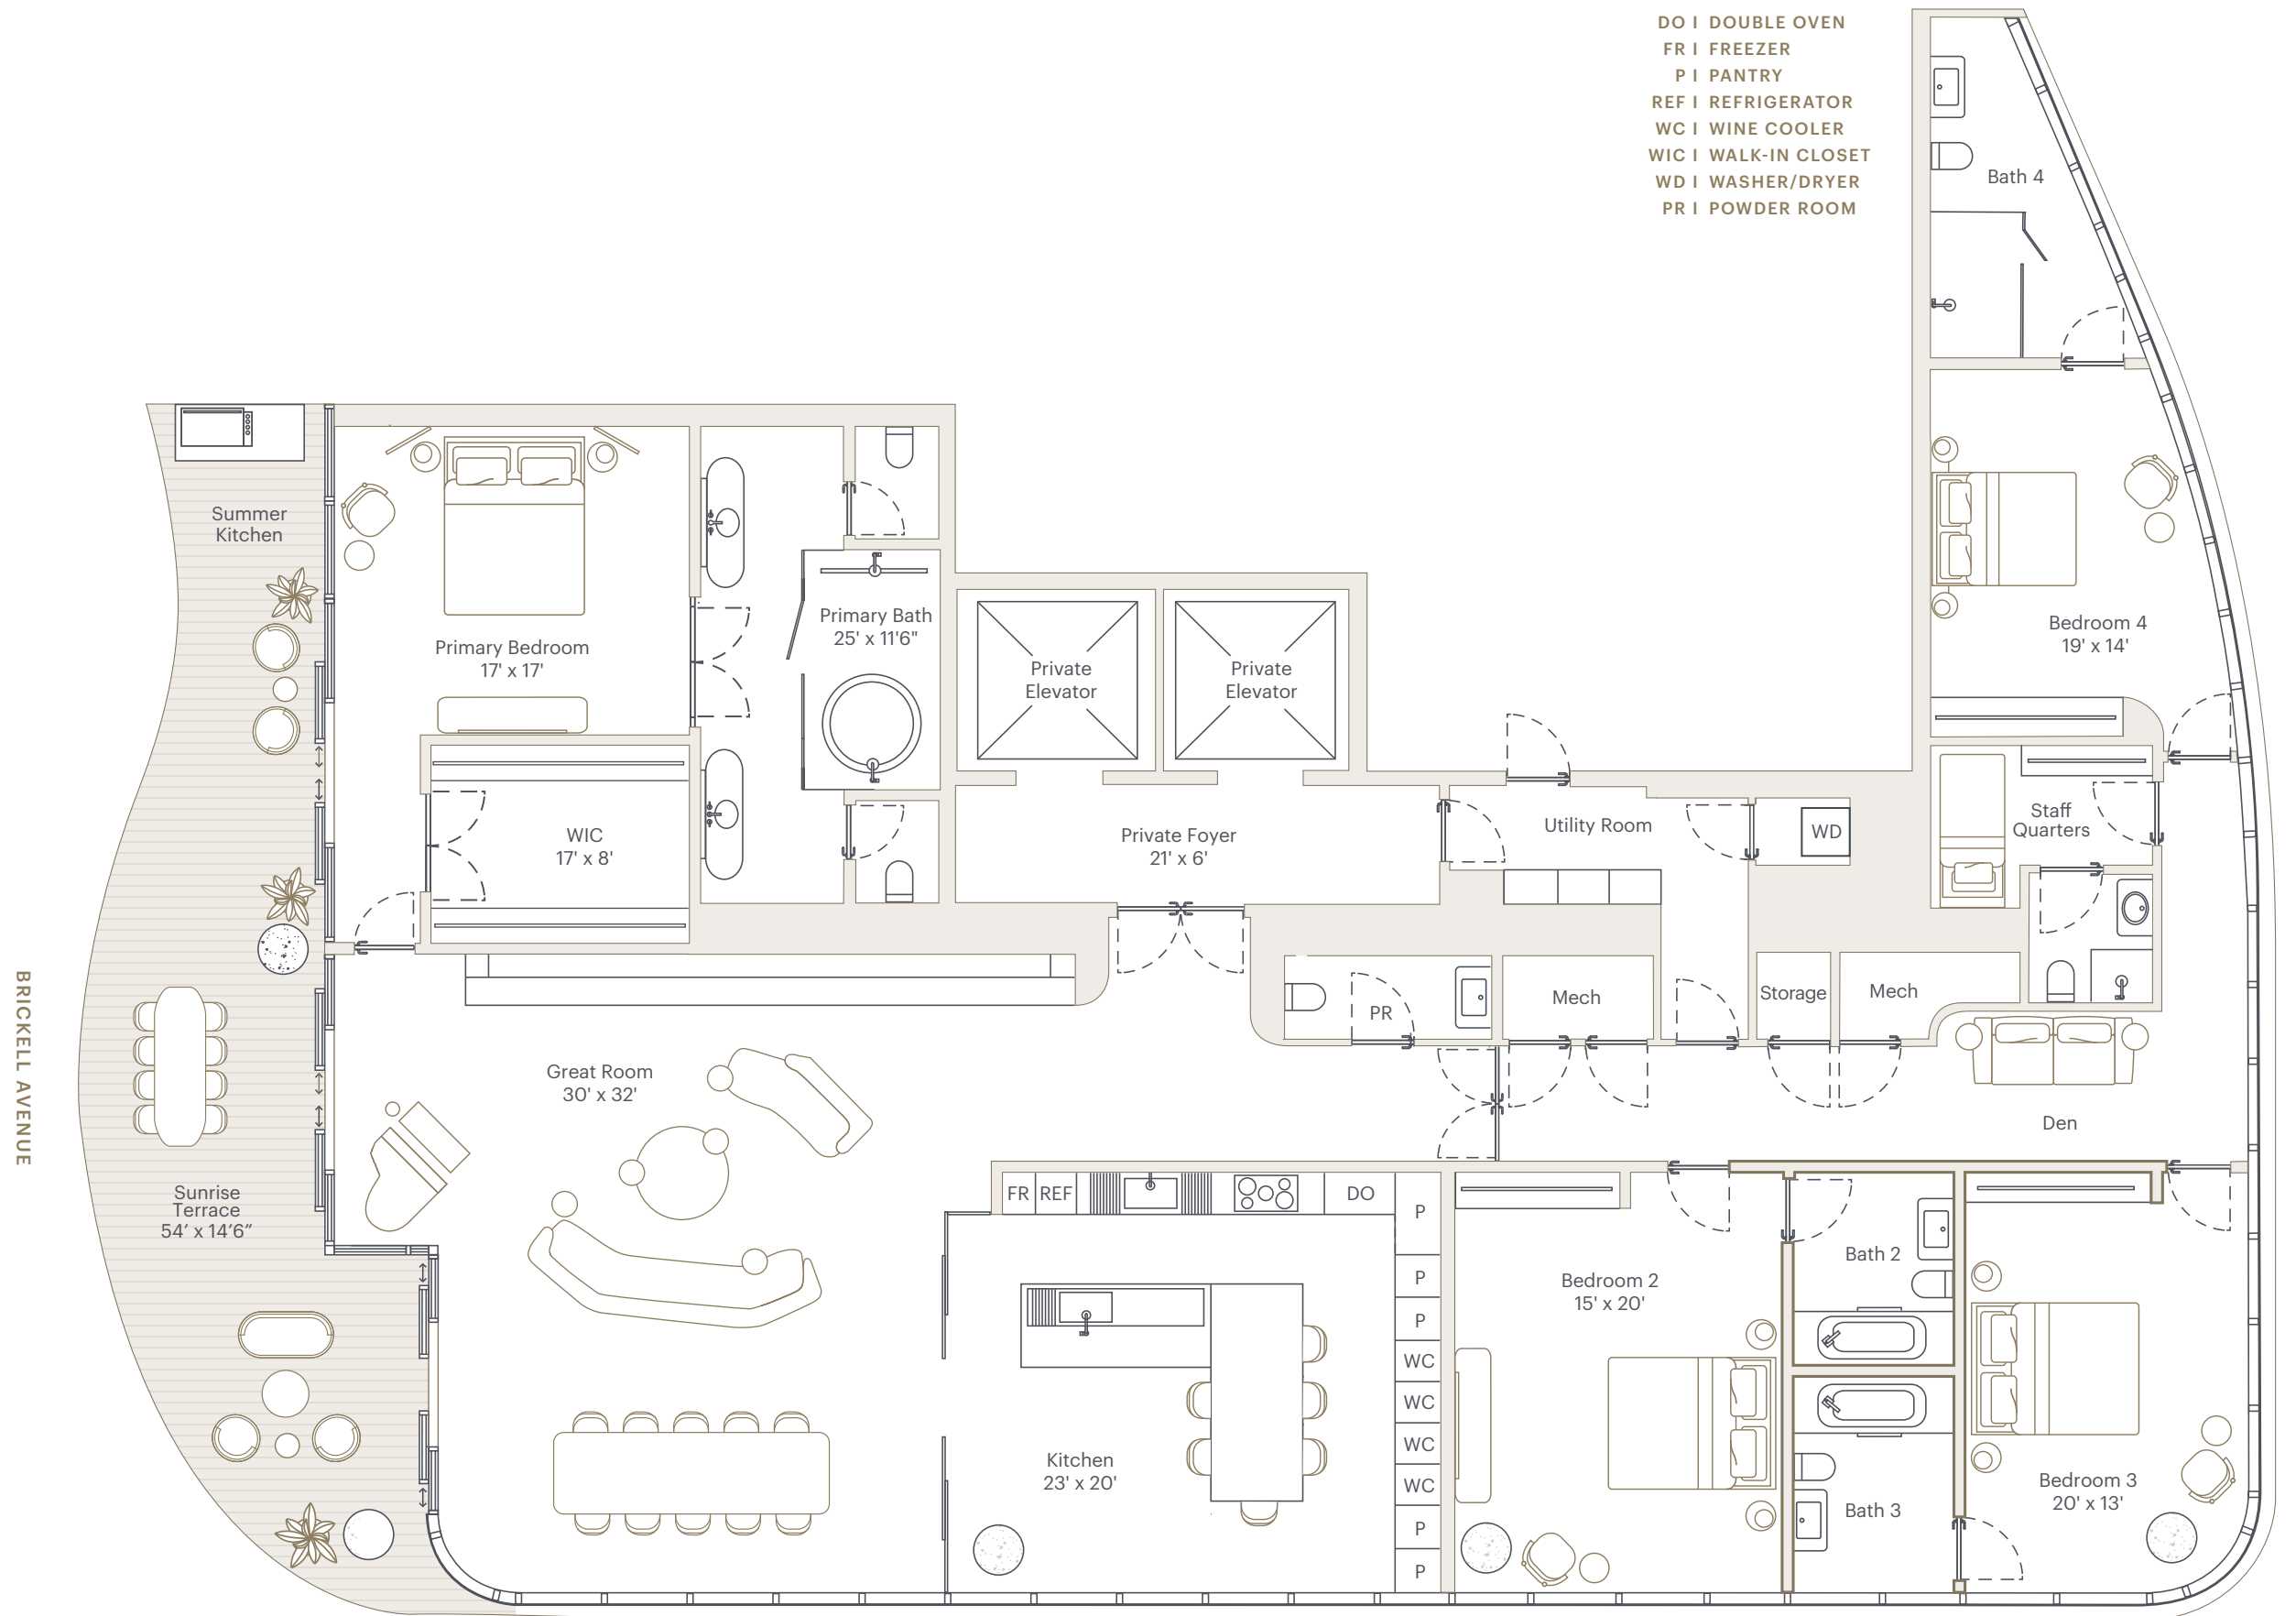 DO I DOUBLE OVEN
FR I FREEZER
P I PANTRY
REF I REFRIGERATOR
WC I WINE COOLER
WIC I WALK-IN CLOSET
WD I WASHER/DRYER
PR I POWDER ROOM
Bath 4
Summer
Kitchen
Primary Bedroom
17' x 17'
Primary Bath
25' x 11'6"
Private
Elevator
Private
Elevator
Bedroom 4
19' x 14'
WIC
17' x 8'
Private Foyer
21' x 6'
Utility Room
WD
Staff
Quarters
BRICKELL AVENUE
Great Room
30' x 32'
PR
Mech
Storage
Mech
Den
Sunrise
Terrace
54’ x 14’6”
FR
REF
DO
P
P
P
WC
WC
WC
WC
P
P
Kitchen
23' x 20'
Bedroom 2
15' x 20'
Bath 2
Bath 3
Bedroom 3
20' x 13'